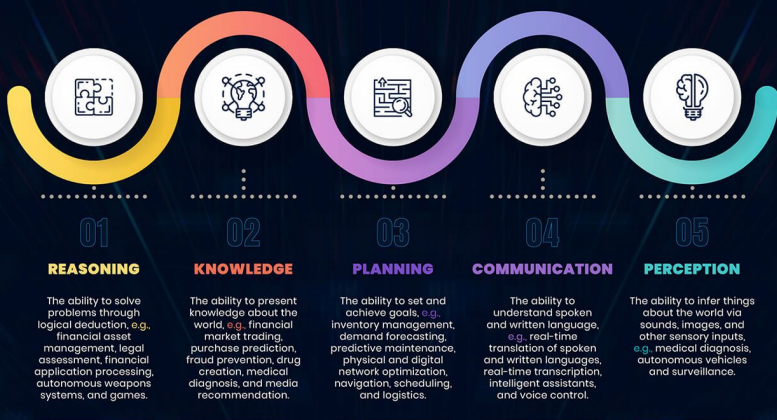 01
REASONING
The ability to solve
problems through
logical deduction, e.g.,
financial asset
management, legal
assessment, financial
application processing,
autonomous weapons
systems, and games.
02
KNOWLEDGE
The ability to present
knowledge about the
world, e.g. financial
market trading,
purchase prediction,
fraud prevention, drug
creation, medical
diagnosis, and media
recommendation.
03
PLANNING
The ability to set and
achieve goals, e.g.,
inventory management,
demand forecasting,
predictive maintenance,
physical and digital
network optimization,
navigation, scheduling,
and logistics.
04
COMMUNICATION
The ability to
understand spoken
and written language,
e.g., real-time
translation of spoken
and written languages,
real-time transcription,
intelligent assistants,
and voice control.
05
PERCEPTION
The ability to infer things
about the world via
sounds, images, and
other sensory inputs,
e.g., medical diagnosis,
autonomous vehicles
and surveillance.